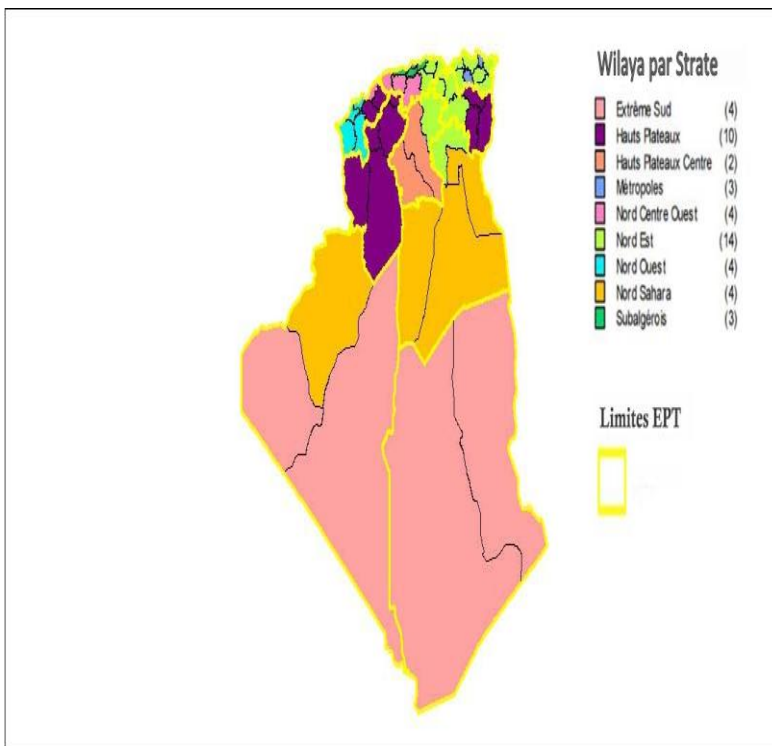 Wilaya par Strate
Extrême Sud (4)
Hauts Plateaux (10)
Hauts Plateaux Centre (2)
Métropoles (3)
Nord Centre Ouest (4)
Nord Est (14)
Nord Ouest (4)
Nord Sahara (4)
Subalgérois (3)
Limites EPT